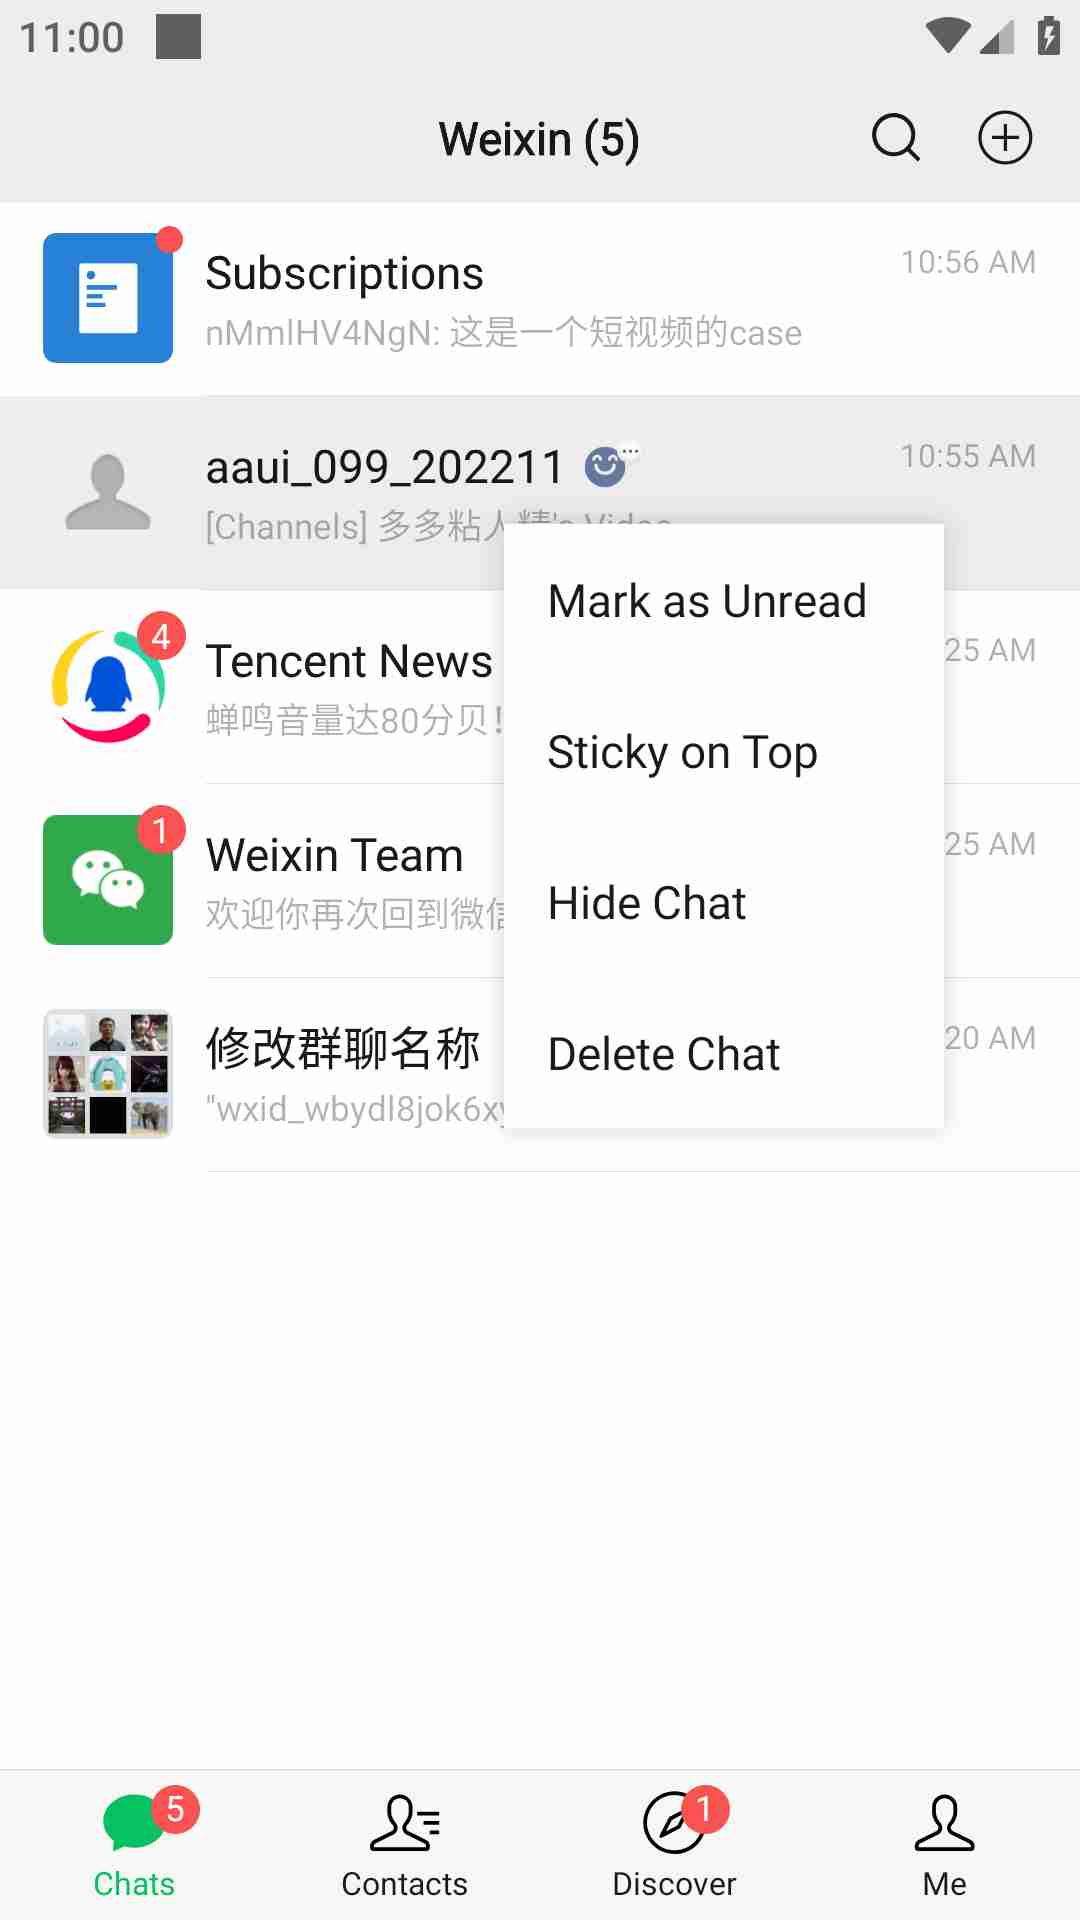 11:00
Weixin (5)
Subscriptions
10:56 AM
nMmlHV4NgN: 这是一个短视频的case
aaui_099_202211
10:55 AM
[Channels] 多多粘人精's Video
Mark as Unread
4
Tencent News
25 AM
蝉鸣音量达80分贝!
Sticky on Top
1
Weixin Team
25 AM
欢迎你再次回到微信
Hide Chat
修改群聊名称
20 AM
"wxid_wbydl8jok6xy
Delete Chat
5
1
Chats
Contacts
Discover
Me